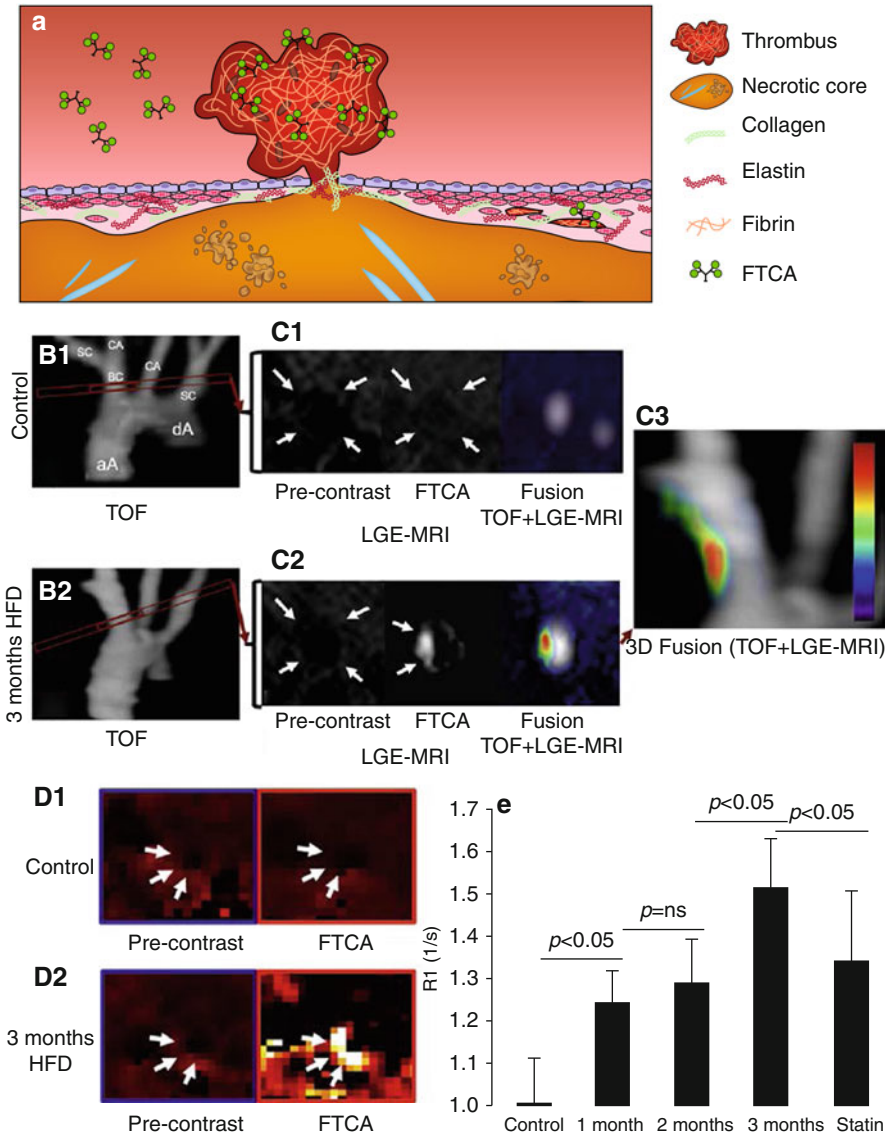 a
Thrombus
Necrotic core
Collagen
Elastin
Fibrin
FTCA
Control
B1
SC
CA
CA
BC
SC
dA
aA
TOF
C1
Pre-contrast
FTCA
Fusion
TOF+LGE-MRI
LGE-MRI
C3
3D Fusion (TOF+LGE-MRI)
3 months HFD
B2
TOF
C2
Pre-contrast
FTCA
Fusion
TOF+LGE-MRI
LGE-MRI
D1
Control
Pre-contrast
FTCA
D2
3 months
HFD
Pre-contrast
FTCA
e
R1 (1/s)
1.7
1.6
1.5
1.4
1.3
1.2
1.1
1.0
p<0.05
p=ns
p<0.05
p<0.05
Control
1 month
2 months
3 months
Statin